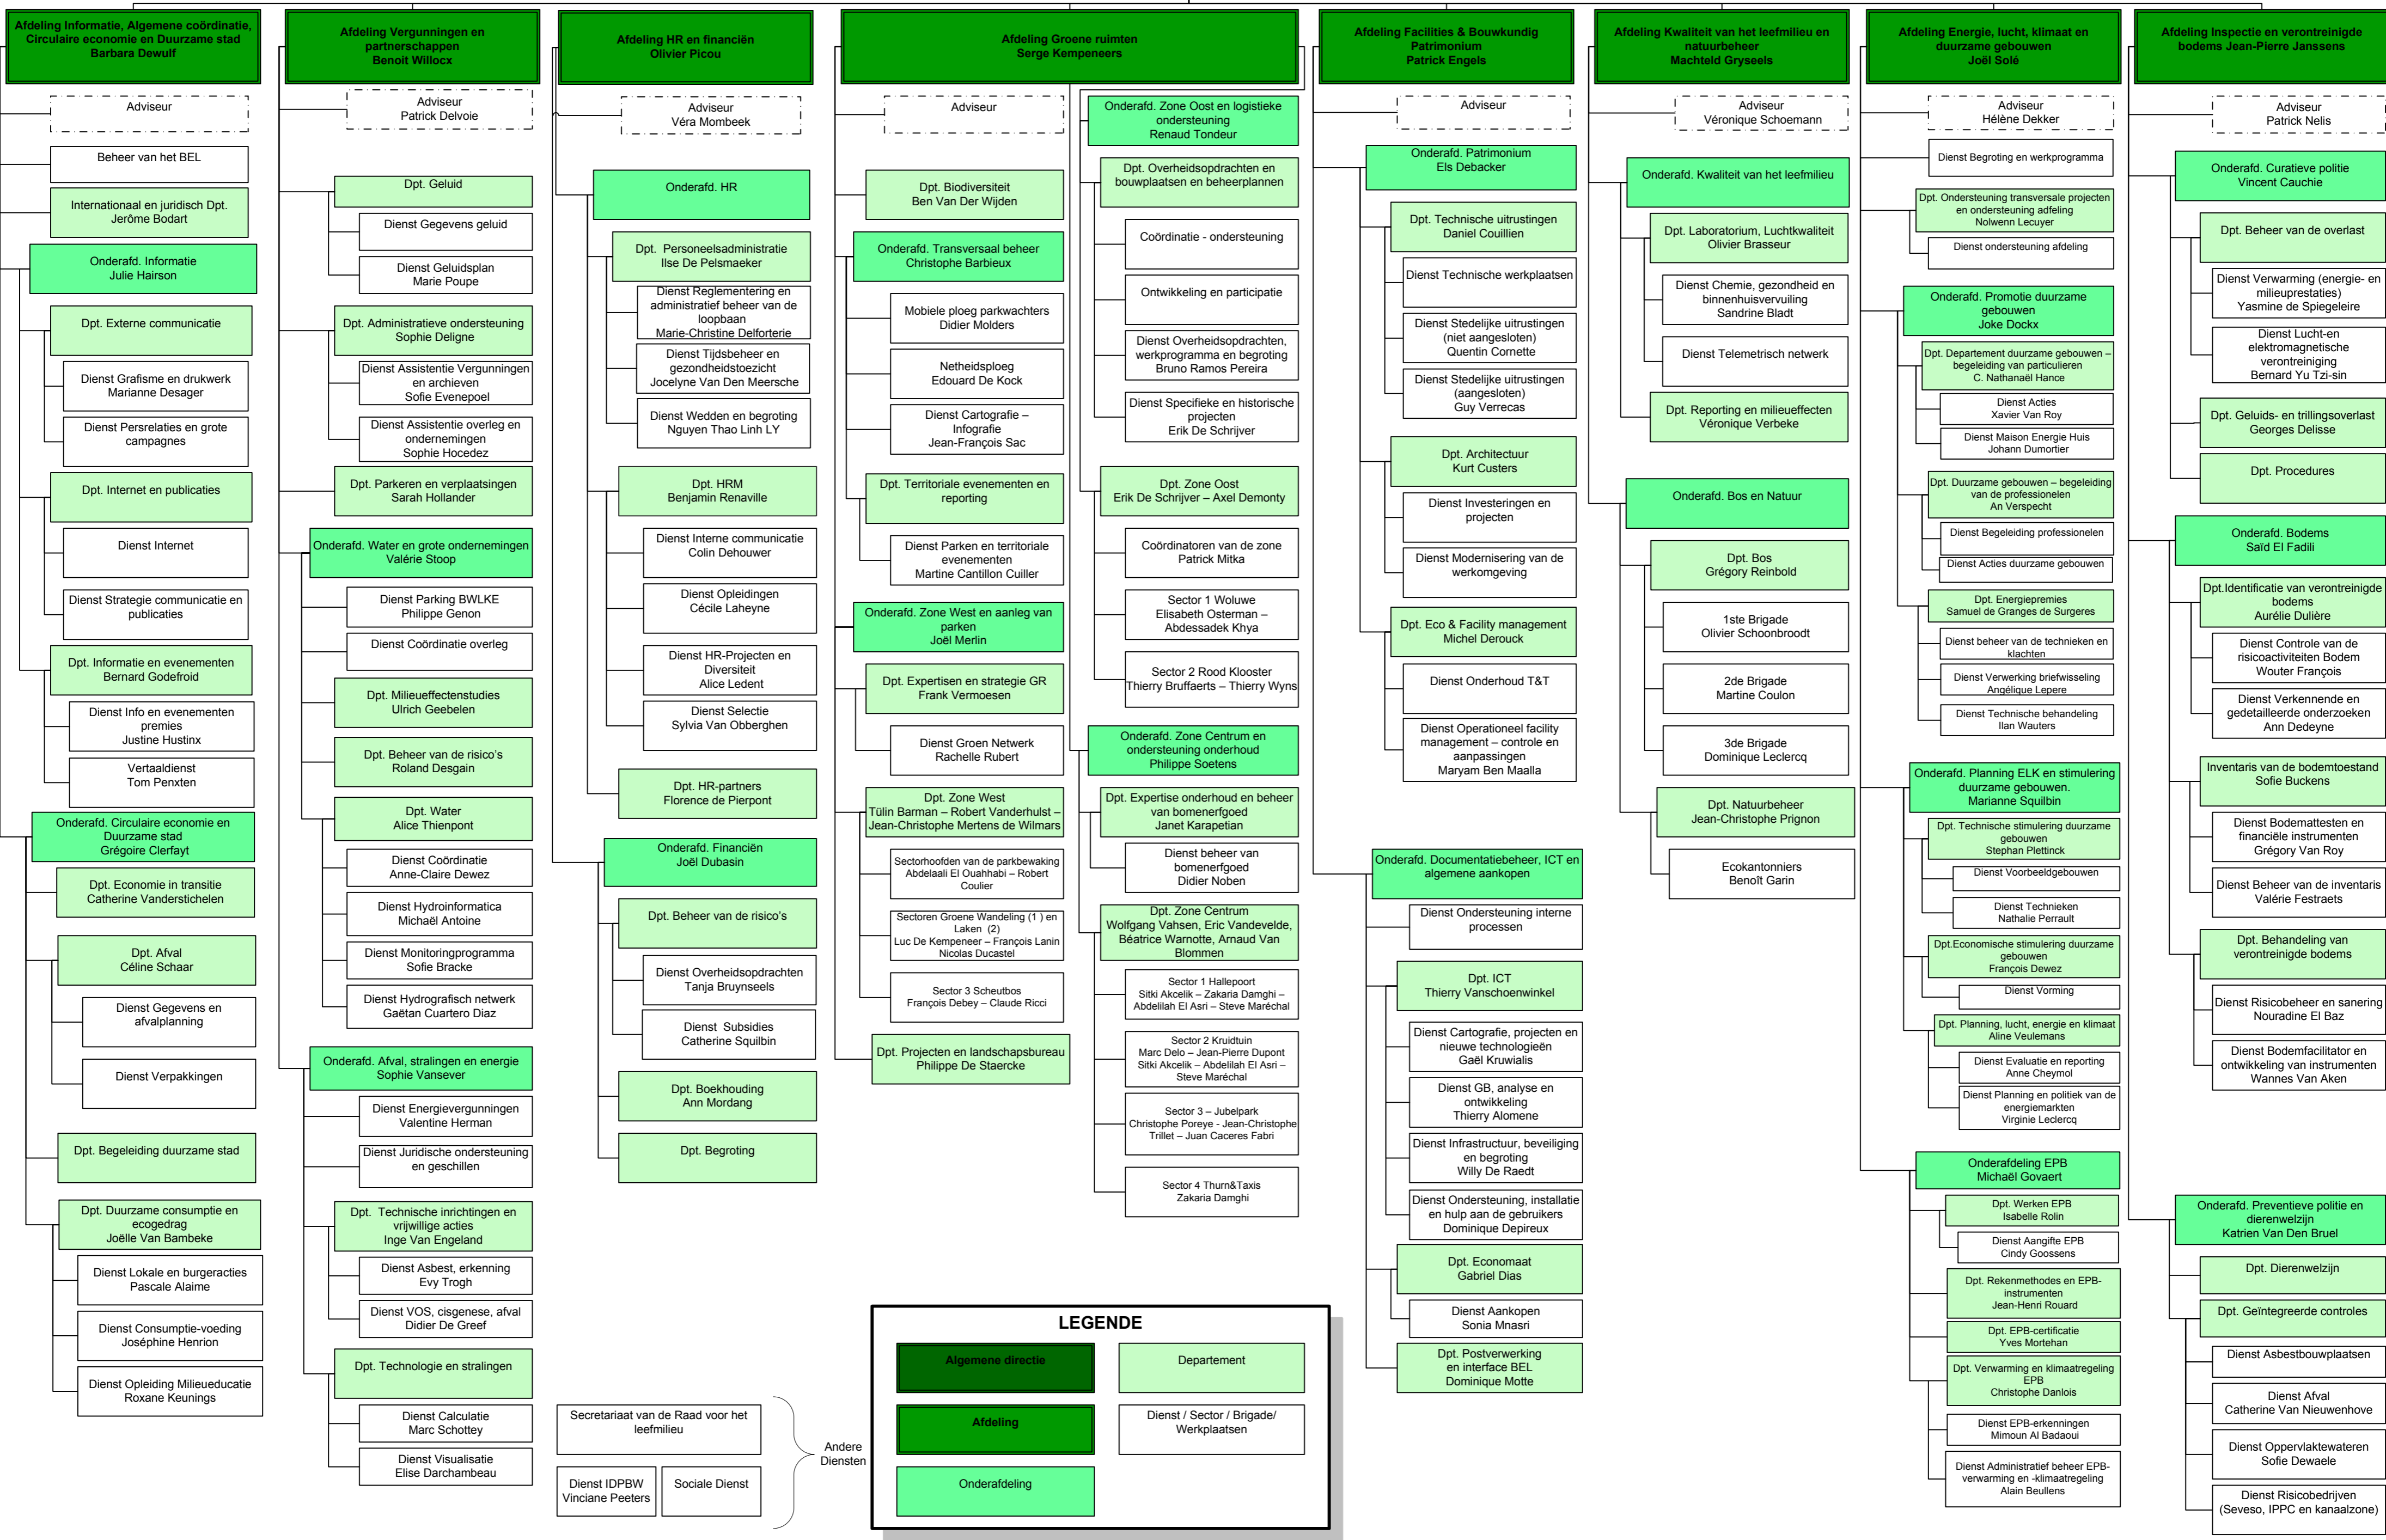 Afdeling Informatie, Algemene coördinatie,
Circulaire economie en Duurzame stad
Barbara Dewulf
Adviseur
Beheer van het BEL
Internationaal en juridisch Dpt.
Jerôme Bodart
Onderafd. Informatie
Julie Hairson
Dpt. Externe communicatie
Dienst Grafisme en drukwerk
Marianne Desager
Dienst Persrelaties en grote
campagnes
Dpt. Internet en publicaties
Dienst Internet
Dienst Strategie communicatie en
publicaties
Dpt. Informatie en evenementen
Bernard Godefroid
Dienst Info en evenementen
premies
Justine Hustinx
Vertaaldienst
Tom Penxten
Onderafd. Circulaire economie en
Duurzame stad
Grégoire Clerfayt
Dpt. Economie in transitie
Catherine Vanderstichelen
Dpt. Afval
Céline Schaar
Dienst Gegevens en
afvalplanning
Dienst Verpakkingen
Dpt. Begeleiding duurzame stad
Dpt. Duurzame consumptie en
ecogedrag
Joëlle Van Bambeke
Dienst Lokale en burgeracties
Pascale Alaime
Dienst Consumptie-voeding
Joséphine Henrion
Dienst Opleiding Milieueducatie
Roxane Keunings
Afdeling Vergunningen en
partnerschappen
Benoit Willocx
Adviseur
Patrick Delvoie
Dpt. Geluid
Dienst Gegevens geluid
Dienst Geluidsplan
Marie Poupe
Dpt. Administratieve ondersteuning
Sophie Deligne
Dienst Assistentie Vergunningen
en archieven
Sofie Evenepoel
Dienst Assistentie overleg en
ondernemingen
Sophie Hocedez
Dpt. Parkeren en verplaatsingen
Sarah Hollander
Onderafd. Water en grote ondernemingen
Valérie Stoop
Dienst Parking BWLKE
Philippe Genon
Dienst Coördinatie overleg
Dpt. Milieueffectenstudies
Ulrich Geebelen
Dpt. Beheer van de risico's
Roland Desgain
Dpt. Water
Alice Thienpont
Dienst Coördinatie
Anne-Claire Dewez
Dienst Hydroinformatica
Michaël Antoine
Dienst Monitoringprogramma
Sofie Bracke
Dienst Hydrografisch netwerk
Gaëtan Cuartero Diaz
Onderafd. Afval, stralingen en energie
Sophie Vansever
Dienst Energievergunningen
Valentine Herman
Dienst Juridische ondersteuning
en geschillen
Dpt. Technische inrichtingen en
vrijwillige acties
Inge Van Engeland
Dienst Asbest, erkenning
Evy Trogh
Dienst VOS, cisgenese, afval
Didier De Greef
Dpt. Technologie en stralingen
Dienst Calculatie
Marc Schottey
Dienst Visualisatie
Elise Darchambeau
Afdeling HR en financiën
Olivier Picou
Adviseur
Véra Mombeek
Onderafd. HR
Dpt. Personeelsadministratie
Ilse De Pelsmaeker
Dienst Reglementering en
administratief beheer van de
loopbaan
Marie-Christine Delforterie
Dienst Tijdsbeheer en
gezondheidstoezicht
Jocelyne Van Den Meersche
Dienst Wedden en begroting
Nguyen Thao Linh LY
Dpt. HRM
Benjamin Renaville
Dienst Interne communicatie
Colin Dehouwer
Dienst Opleidingen
Cécile Laheyne
Dienst HR-Projecten en
Diversiteit
Alice Ledent
Dienst Selectie
Sylvia Van Obberghen
Dpt. HR-partners
Florence de Pierpont
Onderafd. Financiën
Joël Dubasin
Dpt. Beheer van de risico's
Dienst Overheidsopdrachten
Tanja Bruynseels
Dienst Subsidies
Catherine Squilbin
Dpt. Boekhouding
Ann Mordang
Dpt. Begroting
Secretariaat van de Raad voor het
leefmilieu
Dienst IDPBW
Vinciane Peeters
Sociale Dienst
Andere
Diensten
Afdeling Groene ruimten
Serge Kempeneers
Adviseur
Dpt. Biodiversiteit
Ben Van Der Wijden
Onderafd. Transversaal beheer
Christophe Barbieux
Mobiele ploeg parkwachters
Didier Molders
Netheidsploeg
Edouard De Kock
Dienst Cartografie –
Infografie
Jean-François Sac
Dpt. Territoriale evenementen en
reporting
Dienst Parken en territoriale
evenementen
Martine Cantillon Cuiller
Onderafd. Zone West en aanleg van
parken
Joël Merlin
Dpt. Expertisen en strategie GR
Frank Vermoesen
Dienst Groen Netwerk
Rachelle Rubert
Dpt. Zone West
Tülin Barman – Robert Vanderhulst –
Jean-Christophe Mertens de Wilmars
Sectorhoofden van de parkbewaking
Abdelaali El Ouahhabi – Robert
Coulier
Sectoren Groene Wandeling (1 ) en
Laken (2)
Luc De Kempeneer – François Lanin
Nicolas Ducastel
Sector 3 Scheutbos
François Debey – Claude Ricci
Dpt. Projecten en landschapsbureau
Philippe De Staercke
Onderafd. Zone Oost en logistieke
ondersteuning
Renaud Tondeur
Dpt. Overheidsopdrachten en
bouwplaatsen en beheerplannen
Coördinatie - ondersteuning
Ontwikkeling en participatie
Dienst Overheidsopdrachten,
werkprogramma en begroting
Bruno Ramos Pereira
Dienst Specifieke en historische
projecten
Erik De Schrijver
Dpt. Zone Oost
Erik De Schrijver – Axel Demonty
Coördinatoren van de zone
Patrick Mitka
Sector 1 Woluwe
Elisabeth Osterman –
Abdessadek Khya
Sector 2 Rood Klooster
Thierry Bruffaerts – Thierry Wyns
Onderafd. Zone Centrum en
ondersteuning onderhoud
Philippe Soetens
Dpt. Expertise onderhoud en beheer
van bomenerfgoed
Janet Karapetian
Dienst beheer van
bomenerfgoed
Didier Noben
Dpt. Zone Centrum
Wolfgang Vahsen, Eric Vandevelde,
Béatrice Warnotte, Arnaud Van
Blommen
Sector 1 Hallepoort
Sitki Akcelik – Zakaria Damghi –
Abdelilah El Asri – Steve Maréchal
Sector 2 Kruidtuin
Marc Delo – Jean-Pierre Dupont
Sitki Akcelik – Abdelilah El Asri –
Steve Maréchal
Sector 3 – Jubelpark
Christophe Poreye - Jean-Christophe
Trillet – Juan Caceres Fabri
Sector 4 Thurn&Taxis
Zakaria Damghi
Afdeling Facilities & Bouwkundig
Patrimonium
Patrick Engels
Adviseur
Onderafd. Patrimonium
Els Debacker
Dpt. Technische uitrustingen
Daniel Couillien
Dienst Technische werkplaatsen
Dienst Stedelijke uitrustingen
(niet aangesloten)
Quentin Cornette
Dienst Stedelijke uitrustingen
(aangesloten)
Guy Verrecas
Dpt. Architectuur
Kurt Custers
Dienst Investeringen en
projecten
Dienst Modernisering van de
werkomgeving
Dpt. Eco & Facility management
Michel Derouck
Dienst Onderhoud T&T
Dienst Operationeel facility
management – controle en
aanpassingen
Maryam Ben Maalla
Onderafd. Documentatiebeheer, ICT en
algemene aankopen
Dienst Ondersteuning interne
processen
Dpt. ICT
Thierry Vanschoenwinkel
Dienst Cartografie, projecten en
nieuwe technologieën
Gaël Kruwialis
Dienst GB, analyse en
ontwikkeling
Thierry Alomene
Dienst Infrastructuur, beveiliging
en begroting
Willy De Raedt
Dienst Ondersteuning, installatie
en hulp aan de gebruikers
Dominique Depireux
Dpt. Economaat
Gabriel Dias
Dienst Aankopen
Sonia Mnasri
Dpt. Postverwerking
en interface BEL
Dominique Motte
Afdeling Kwaliteit van het leefmilieu en
natuurbeheer
Machteld Gryseels
Adviseur
Véronique Schoemann
Onderafd. Kwaliteit van het leefmilieu
Dpt. Laboratorium, Luchtkwaliteit
Olivier Brasseur
Dienst Chemie, gezondheid en
binnenhuisvervuiling
Sandrine Bladt
Dienst Telemetrisch netwerk
Dpt. Reporting en milieueffecten
Véronique Verbeke
Onderafd. Bos en Natuur
Dpt. Bos
Grégory Reinbold
1ste Brigade
Olivier Schoonbroodt
2de Brigade
Martine Coulon
3de Brigade
Dominique Leclercq
Dpt. Natuurbeheer
Jean-Christophe Prignon
Ecokantonniers
Benoît Garin
Afdeling Energie, lucht, klimaat en
duurzame gebouwen
Joël Solé
Adviseur
Hélène Dekker
Dienst Begroting en werkprogramma
Dpt. Ondersteuning transversale projecten
en ondersteuning adfeling
Nolwenn Lecuyer
Dienst ondersteuning afdeling
Onderafd. Promotie duurzame
gebouwen
Joke Dockx
Dpt. Departement duurzame gebouwen –
begeleiding van particulieren
C. Nathanaël Hance
Dienst Acties
Xavier Van Roy
Dienst Maison Energie Huis
Johann Dumortier
Dpt. Duurzame gebouwen – begeleiding
van de professionelen
An Verspecht
Dienst Begeleiding professionelen
Dienst Acties duurzame gebouwen
Dpt. Energiepremies
Samuel de Granges de Surgeres
Dienst beheer van de technieken en
klachten
Dienst Verwerking briefwisseling
Angélique Lepere
Dienst Technische behandeling
Ilan Wauters
Onderafd. Planning ELK en stimulering
duurzame gebouwen.
Marianne Squilbin
Dpt. Technische stimulering duurzame
gebouwen
Stephan Plettinck
Dienst Voorbeeldgebouwen
Dienst Technieken
Nathalie Perrault
Dpt.Economische stimulering duurzame
gebouwen
François Dewez
Dienst Vorming
Dpt. Planning, lucht, energie en klimaat
Aline Veulemans
Dienst Evaluatie en reporting
Anne Cheymol
Dienst Planning en politiek van de
energiemarkten
Virginie Leclercq
Onderafdeling EPB
Michaël Govaert
Dpt. Werken EPB
Isabelle Rolin
Dienst Aangifte EPB
Cindy Goossens
Dpt. Rekenmethodes en EPB-
instrumenten
Jean-Henri Rouard
Dpt. EPB-certificatie
Yves Mortehan
Dpt. Verwarming en klimaatregeling
EPB
Christophe Danlois
Dienst EPB-erkenningen
Mimoun Al Badaoui
Dienst Administratief beheer EPB-
verwarming en -klimaatregeling
Alain Beullens
Afdeling Inspectie en verontreinigde
bodems Jean-Pierre Janssens
Adviseur
Patrick Nelis
Onderafd. Curatieve politie
Vincent Cauchie
Dpt. Beheer van de overlast
Dienst Verwarming (energie- en
milieuprestaties)
Yasmine de Spiegeleire
Dienst Lucht-en
elektromagnetische
verontreiniging
Bernard Yu Tzi-sin
Dpt. Geluids- en trillingsoverlast
Georges Delisse
Dpt. Procedures
Onderafd. Bodems
Saïd El Fadili
Dpt.Identificatie van verontreinigde
bodems
Aurélie Dulière
Dienst Controle van de
risicoactiviteiten Bodem
Wouter François
Dienst Verkennende en
gedetailleerde onderzoeken
Ann Dedeyne
Inventaris van de bodemtoestand
Sofie Buckens
Dienst Bodemattesten en
financiële instrumenten
Grégory Van Roy
Dienst Beheer van de inventaris
Valérie Festraets
Dpt. Behandeling van
verontreinigde bodems
Dienst Risicobeheer en sanering
Nouradine El Baz
Dienst Bodemfacilitator en
ontwikkeling van instrumenten
Wannes Van Aken
Onderafd. Preventieve politie en
dierenwelzijn
Katrien Van Den Bruel
Dpt. Dierenwelzijn
Dpt. Geïntegreerde controles
Dienst Asbestbouwplaatsen
Dienst Afval
Catherine Van Nieuwenhove
Dienst Oppervlaktewateren
Sofie Dewaele
Dienst Risicobedrijven
(Seveso, IPPC en kanaalzone)
LEGENDE
Algemene directie
Departement
Afdeling
Dienst / Sector / Brigade/
Werkplaatsen
Onderafdeling